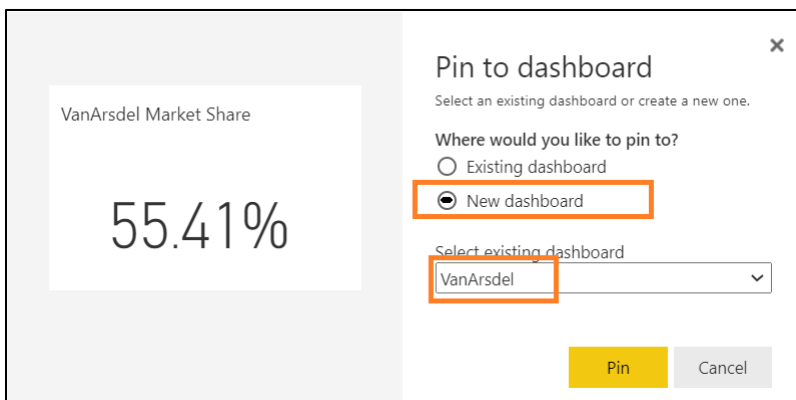 VanArsdel Market Share
55.41%
Pin to dashboard
Select an existing dashboard or create a new one.
Where would you like to pin to?
Existing dashboard
New dashboard
Select existing dashboard
VanArsdel
Pin Cancel